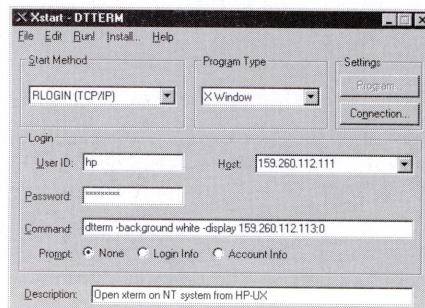 Xstart - DTTERM
File Edit Run! Install... Help
Start Method
RLOGIN (TCP/IP)
Program Type
X Window
Settings
Program...
Connection...
Login
User ID: hp
Host: 159.260.112.111
Password: *********
Command: dtterm -background white -display 159.260.112.113:0
Prompt: None Login Info Account Info
Description: Open xterm on NT system from HP-UX